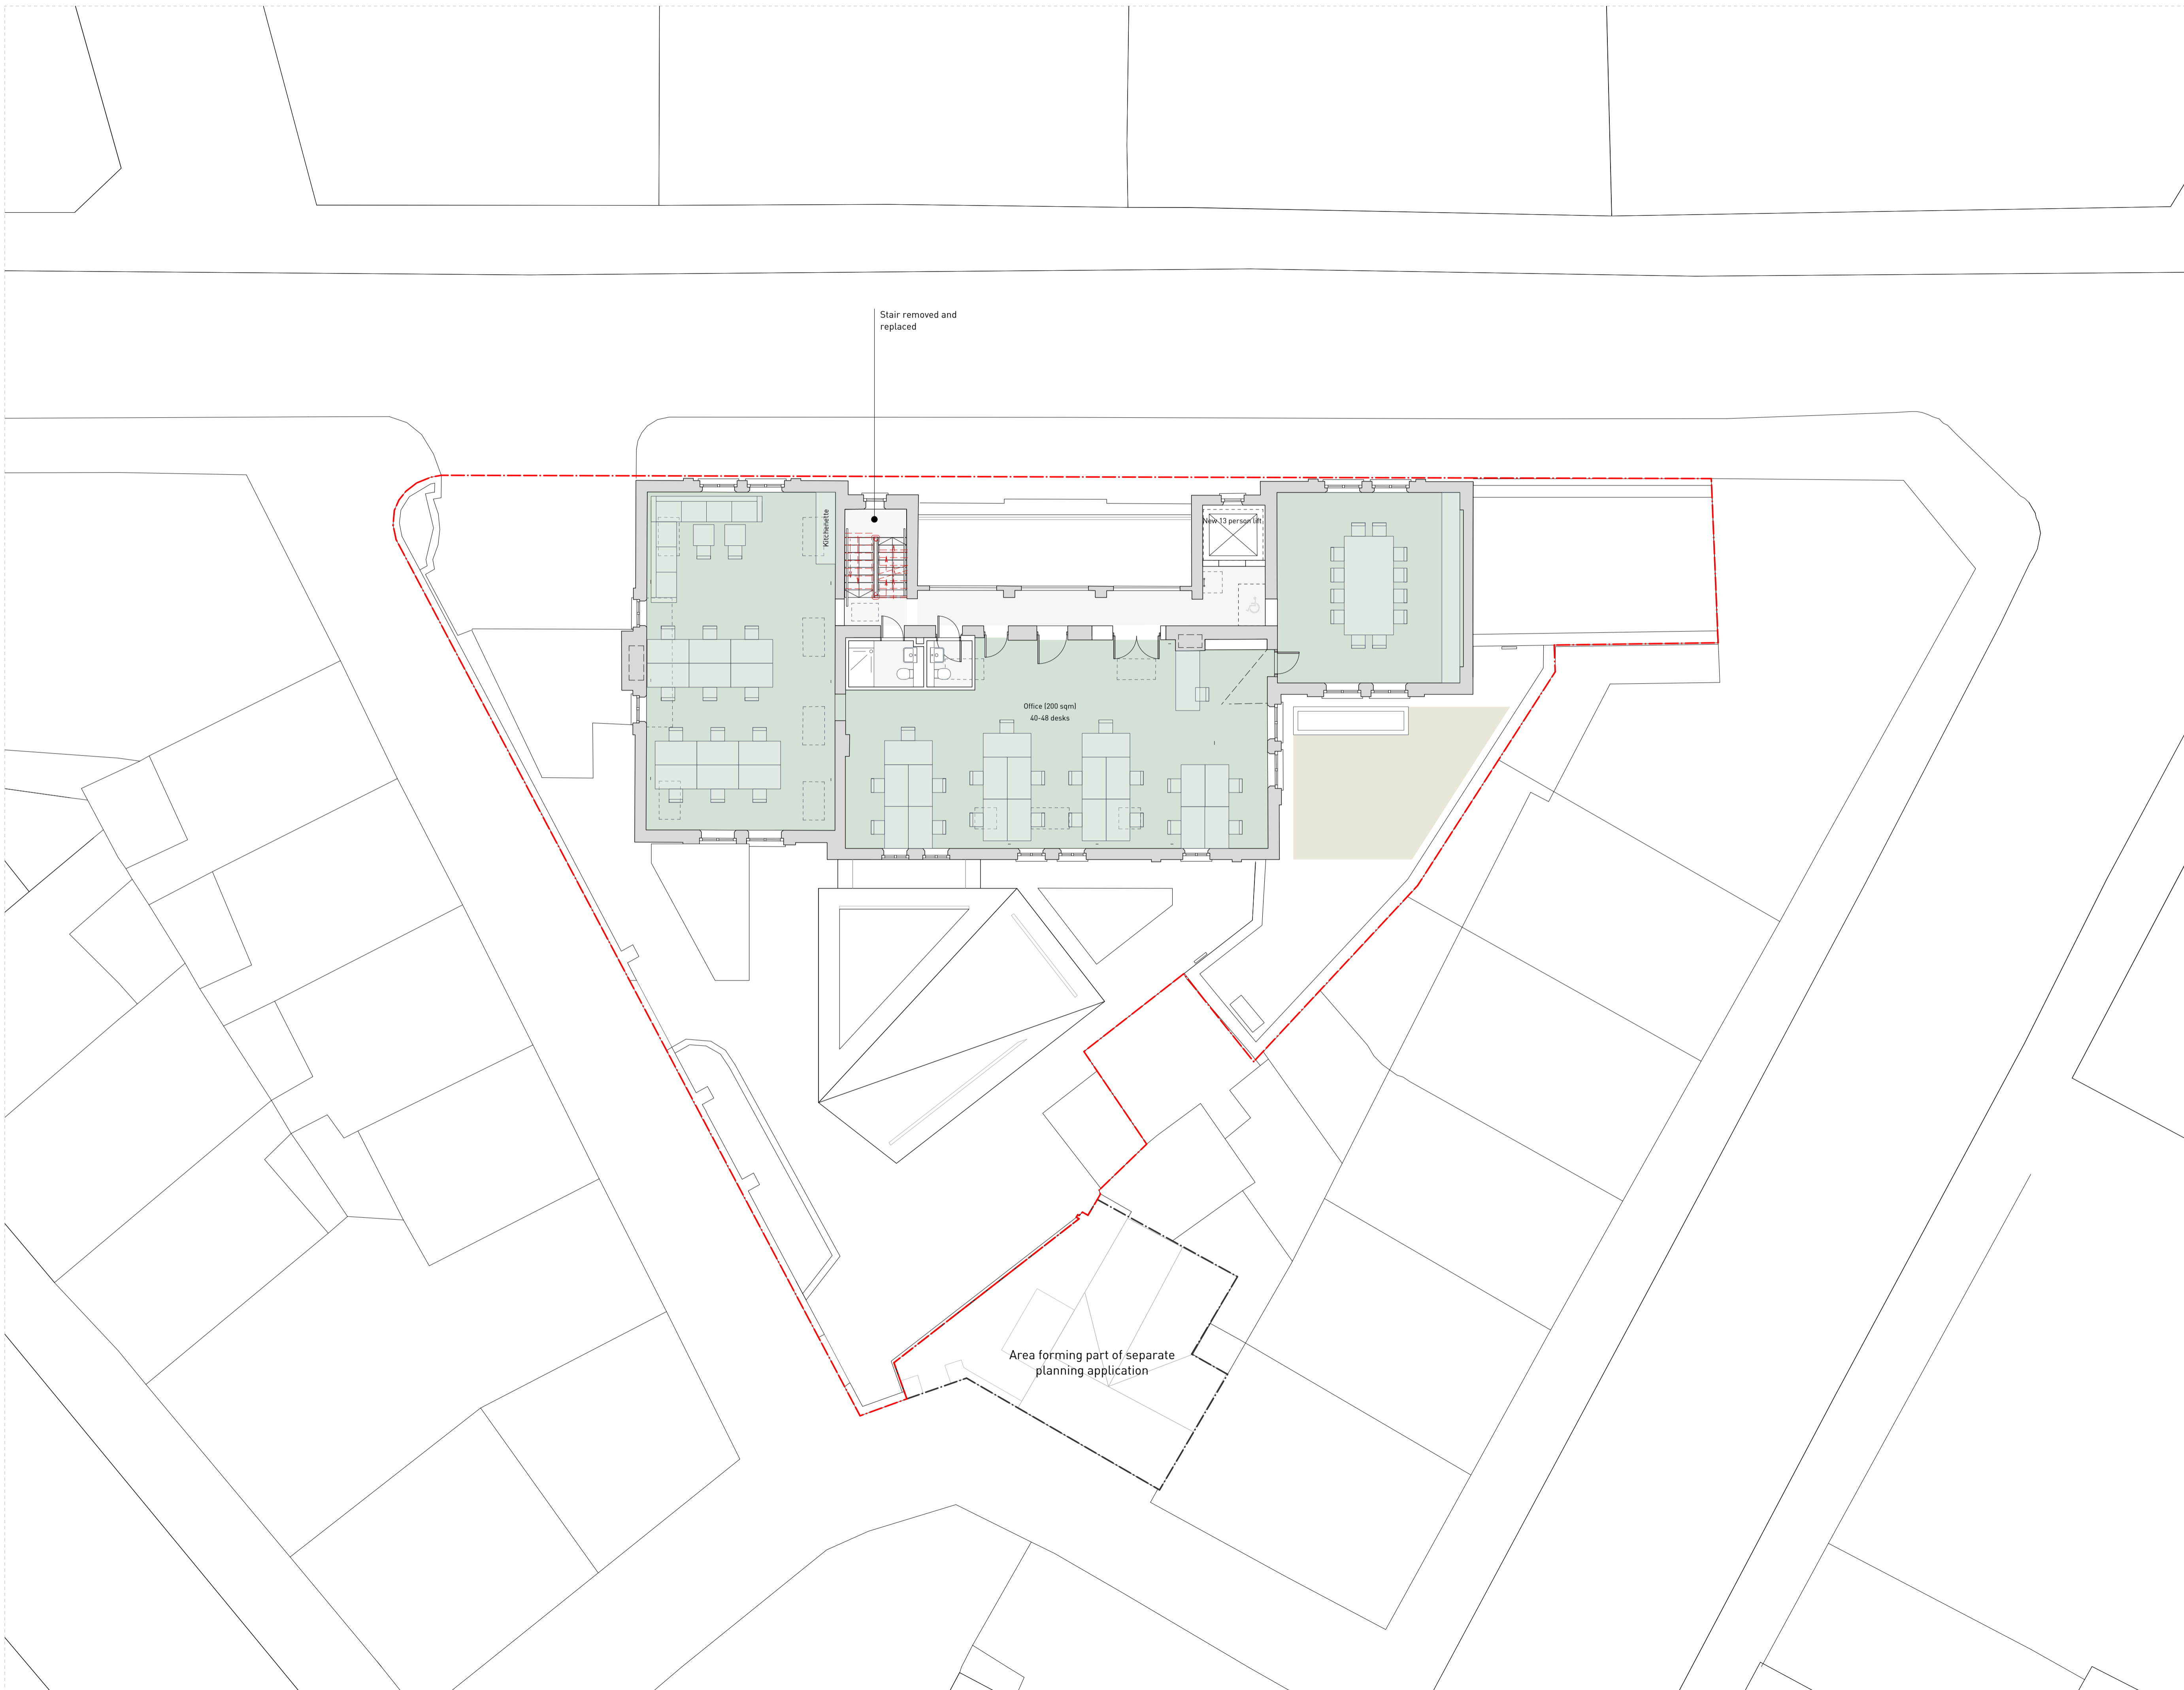 Stair removed and
replaced
Kitchenette
New 13 person lift
Office (200 sqm)
40-48 desks
Area forming part of separate
planning application